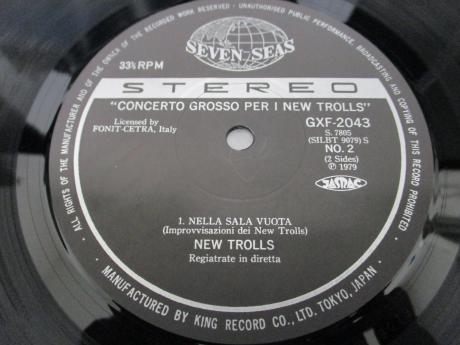 ALL RIGHTS OF THE MANUFACTURER AND OF THE OWNER OF THE RECORDED WORK RESERVED - UNAUTHORISED PUBLIC PERFORMANCE, BROADCASTING AND COPYING OF THIS RECORD PROHIBITED.
SEVEN SEAS
33⅓ RPM
STEREO
"CONCERTO GROSSO PER I NEW TROLLS"
Licensed by
FONIT-CETRA, Italy
GXF-2043
S. 7805
(SILBT 9079) S
NO. 2
(2 Sides)
Ⓟ 1979
JASRAC
1. NELLA SALA VUOTA
(Improvvisazioni dei New Trolls)
NEW TROLLS
Regiatrate in diretta
• MANUFACTURED BY KING RECORD CO., LTD. TOKYO, JAPAN •